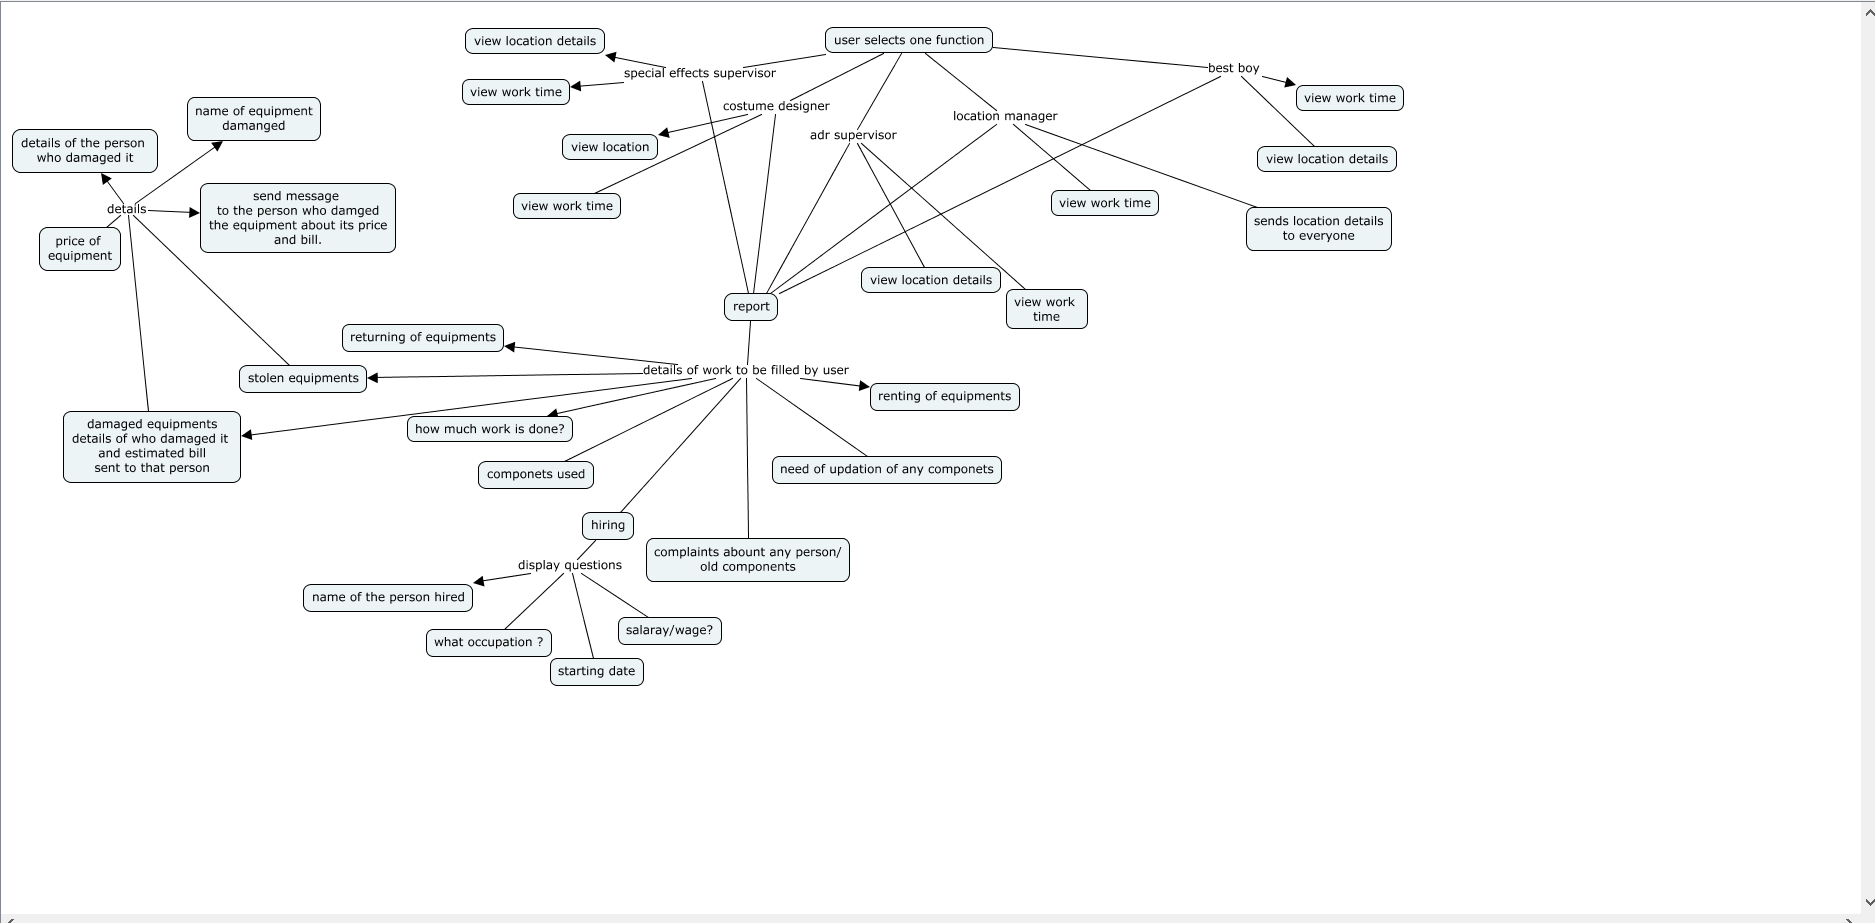 user selects one function
view location details
special effects supervisor
best boy
view work time
view work time
costume designer
name of equipment
damanged
location manager
adr supervisor
details of the person
who damaged it
view location
view location details
send message
to the person who damged
the equipment about its price
and bill.
details
view work time
view work time
sends location details
to everyone
price of
equipment
view location details
report
view work
time
returning of equipments
details of work to be filled by user
stolen equipments
renting of equipments
damaged equipments
details of who damaged it
and estimated bill
sent to that person
how much work is done?
componets used
need of updation of any componets
hiring
complaints abount any person/
old components
display questions
name of the person hired
salaray/wage?
what occupation ?
starting date